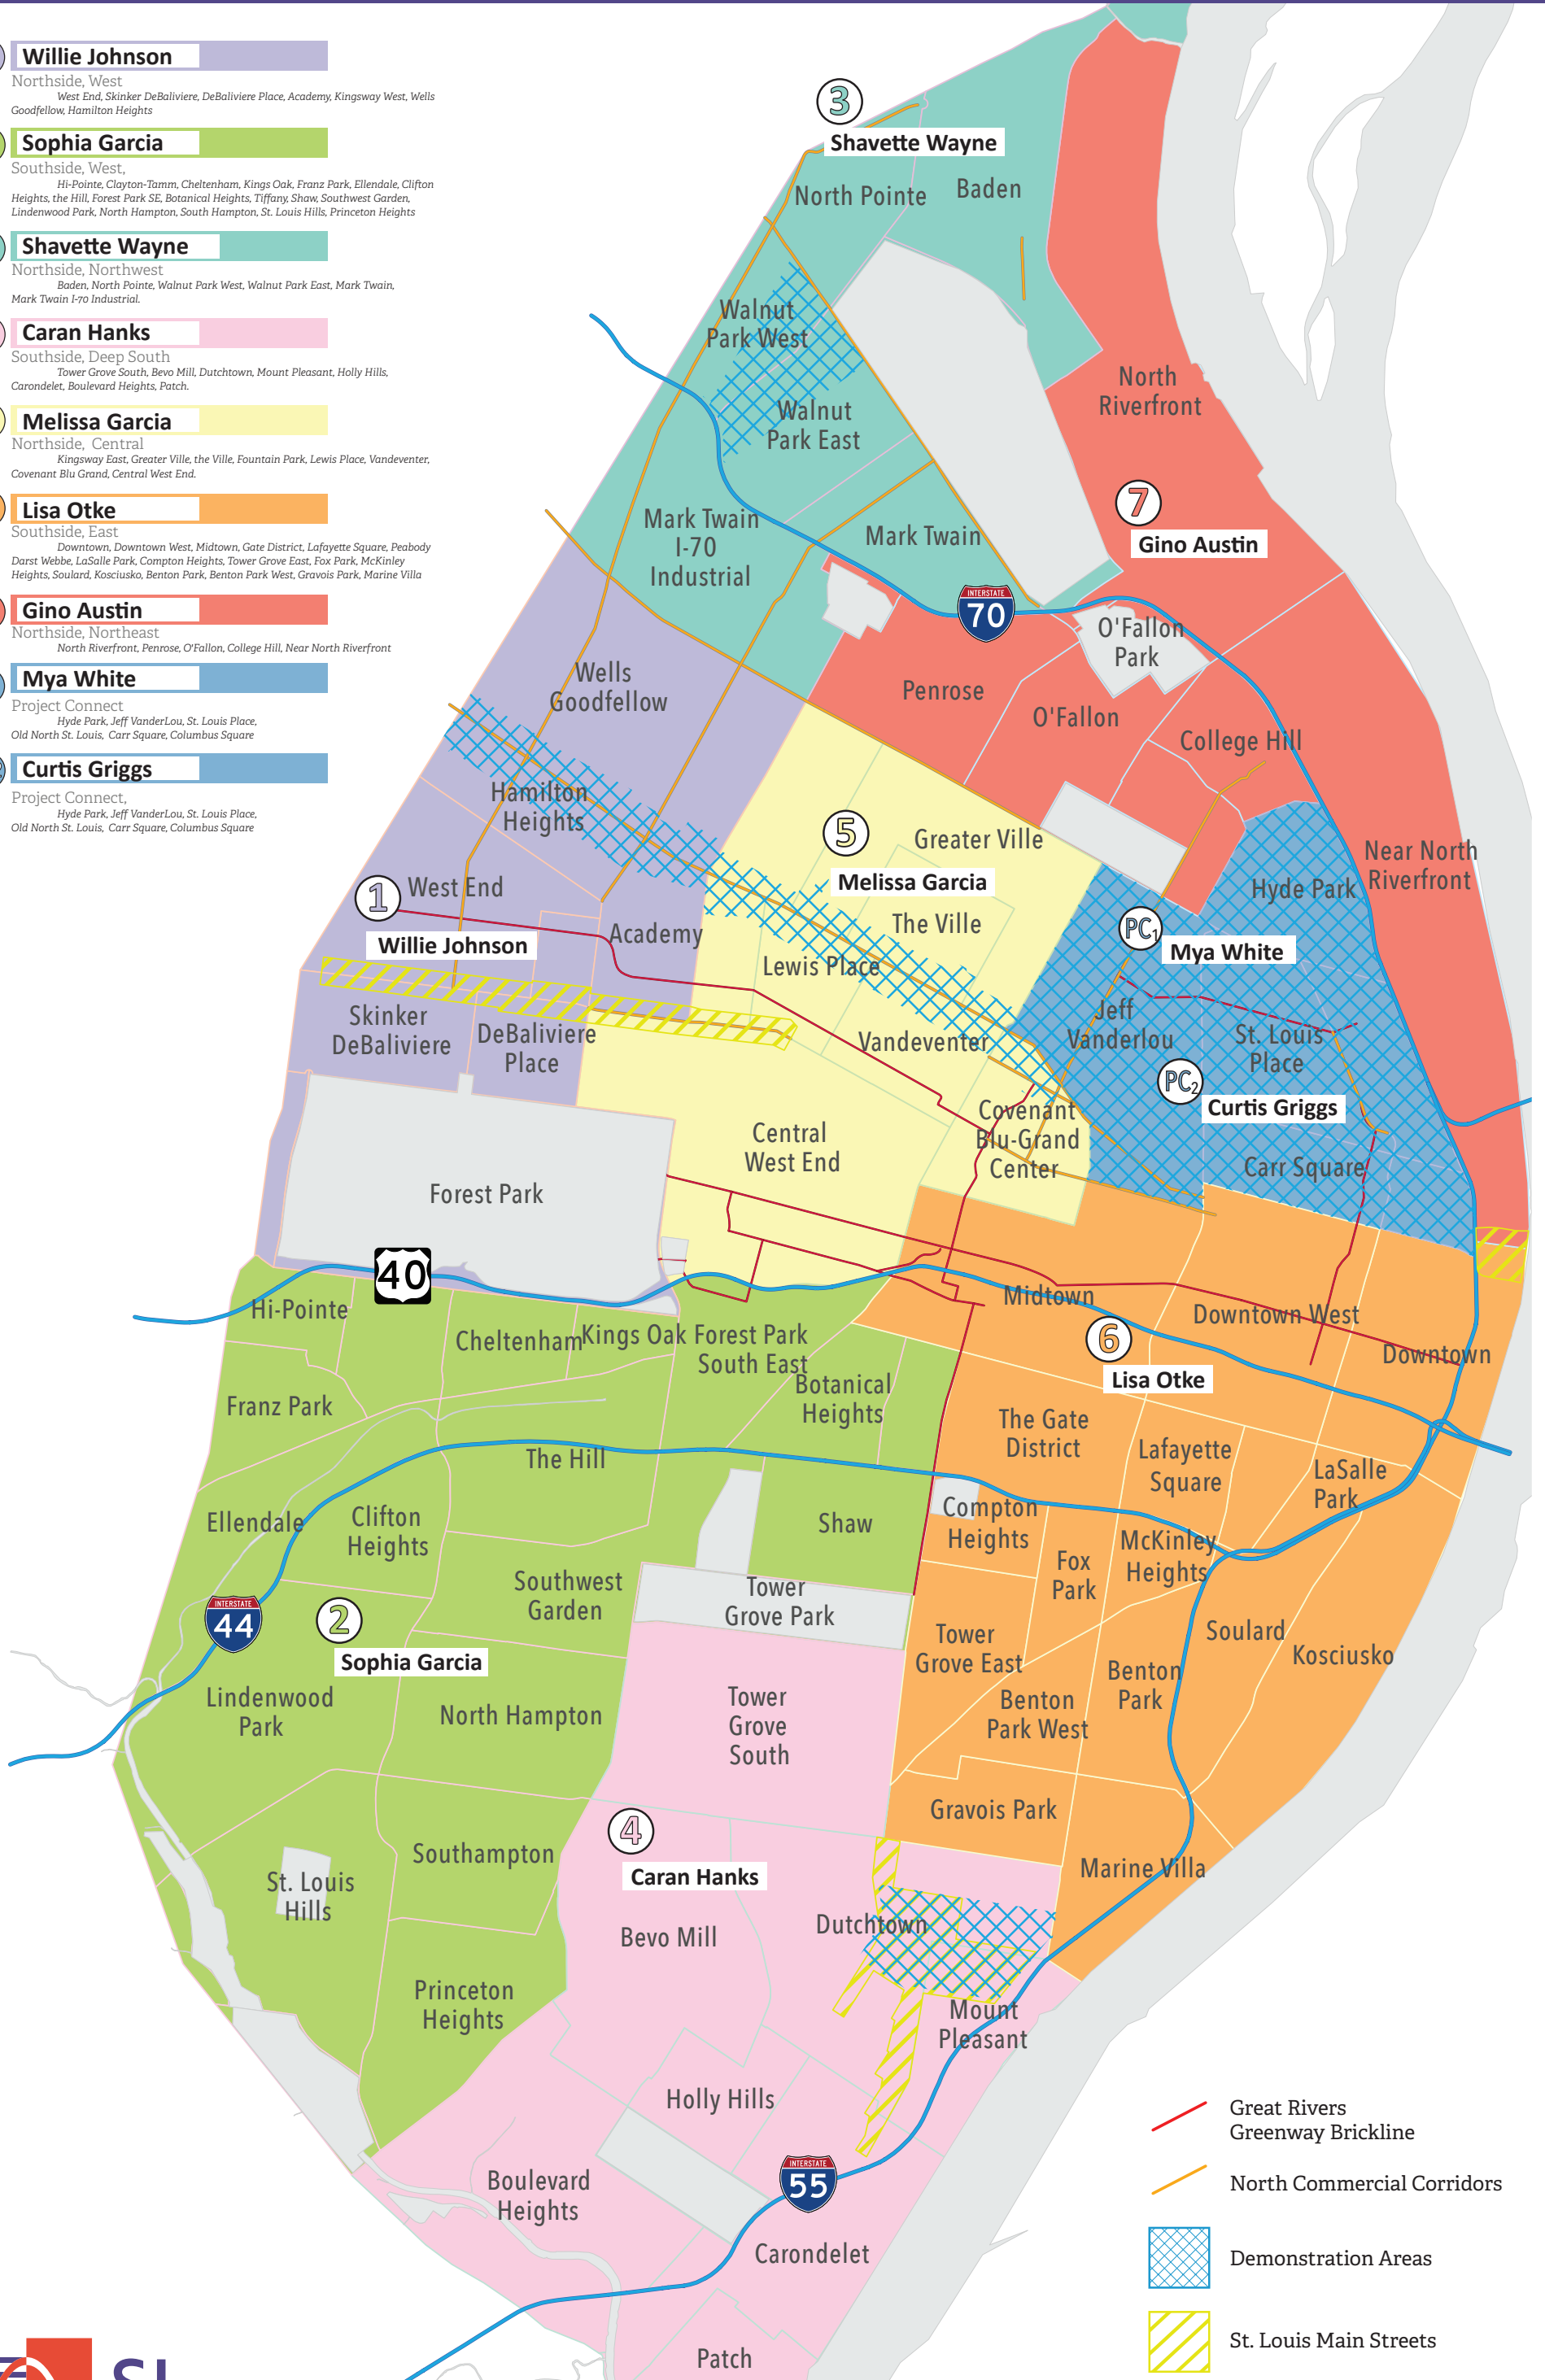 Willie Johnson
Northside, West
West End, Skinker DeBaliviere, DeBaliviere Place, Academy, Kingsway West, Wells
Goodfellow, Hamilton Heights
Sophia Garcia
Southside, West,
Hi-Pointe, Clayton-Tamm, Cheltenham, Kings Oak, Franz Park, Ellendale, Clifton
Heights, the Hill, Forest Park SE, Botanical Heights, Tiffany, Shaw, Southwest Garden,
Lindenwood Park, North Hampton, South Hampton, St. Louis Hills, Princeton Heights
Shavette Wayne
Northside, Northwest
Baden, North Pointe, Walnut Park West, Walnut Park East, Mark Twain,
Mark Twain I-70 Industrial.
Caran Hanks
Southside, Deep South
Tower Grove South, Bevo Mill, Dutchtown, Mount Pleasant, Holly Hills,
Carondelet, Boulevard Heights, Patch.
Melissa Garcia
Northside, Central
Kingsway East, Greater Ville, the Ville, Fountain Park, Lewis Place, Vandeventer,
Covenant Blu Grand, Central West End.
Lisa Otke
Southside, East
Downtown, Downtown West, Midtown, Gate District, Lafayette Square, Peabody
Darst Webbe, LaSalle Park, Compton Heights, Tower Grove East, Fox Park, McKinley
Heights, Soulard, Kosciusko, Benton Park, Benton Park West, Gravois Park, Marine Villa
Gino Austin
Northside, Northeast
North Riverfront, Penrose, O'Fallon, College Hill, Near North Riverfront
Mya White
Project Connect
Hyde Park, Jeff VanderLou, St. Louis Place,
Old North St. Louis, Carr Square, Columbus Square
Curtis Griggs
Project Connect,
Hyde Park, Jeff VanderLou, St. Louis Place,
Old North St. Louis, Carr Square, Columbus Square
3
Shavette Wayne
North Pointe
Baden
Walnut
Park West
North
Riverfront
Walnut
Park East
7
Gino Austin
Mark Twain
I-70
Industrial
Mark Twain
INTERSTATE
70
O'Fallon
Park
Wells
Goodfellow
Penrose
O'Fallon
College Hill
Hamilton
Heights
5
Greater Ville
Melissa Garcia
Near North
Riverfront
Hyde Park
1
West End
Willie Johnson
Academy
The Ville
Lewis Place
PC1
Mya White
Skinker
DeBaliviere
DeBaliviere
Place
Vandeventer
Jeff
Vanderlou
St. Louis
Place
PC2
Curtis Griggs
Covenant
Blu-Grand
Center
Central
West End
Carr Square
Forest Park
40
Hi-Pointe
Cheltenham
Kings Oak
Forest Park
South East
Midtown
Downtown West
6
Lisa Otke
Downtown
Franz Park
Botanical
Heights
The Gate
District
Lafayette
Square
LaSalle
Park
The Hill
Ellendale
Clifton
Heights
Shaw
Compton
Heights
McKinley
Heights
Fox
Park
Southwest
Garden
Tower
Grove Park
INTERSTATE
44
2
Sophia Garcia
Tower
Grove East
Soulard
Kosciusko
Benton
Park
Lindenwood
Park
North Hampton
Tower
Grove
South
Benton
Park West
Gravois Park
4
Caran Hanks
Southampton
Marine Villa
St. Louis
Hills
Bevo Mill
Dutchtown
Princeton
Heights
Mount
Pleasant
Holly Hills
Boulevard
Heights
INTERSTATE
55
Carondelet
Patch
Great Rivers
Greenway Brickline
North Commercial Corridors
Demonstration Areas
St. Louis Main Streets